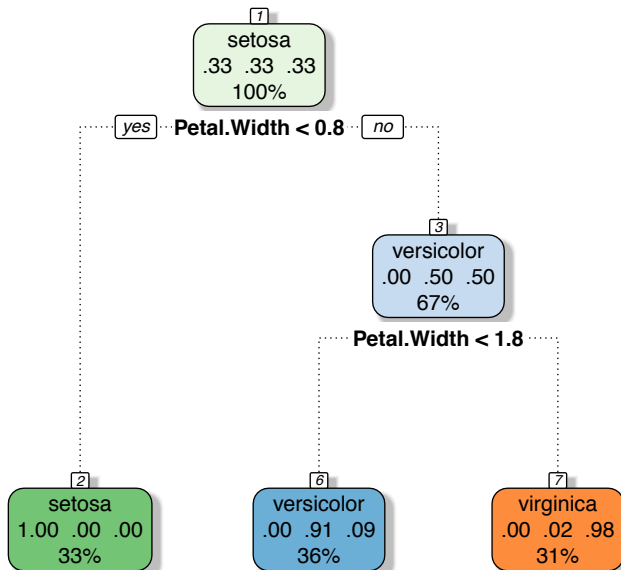 1
setosa
.33 .33 .33
100%
yes Petal.Width < 0.8 no
3
versicolor
.00 .50 .50
67%
Petal.Width < 1.8
2
setosa
1.00 .00 .00
33%
6
versicolor
.00 .91 .09
36%
7
virginica
.00 .02 .98
31%